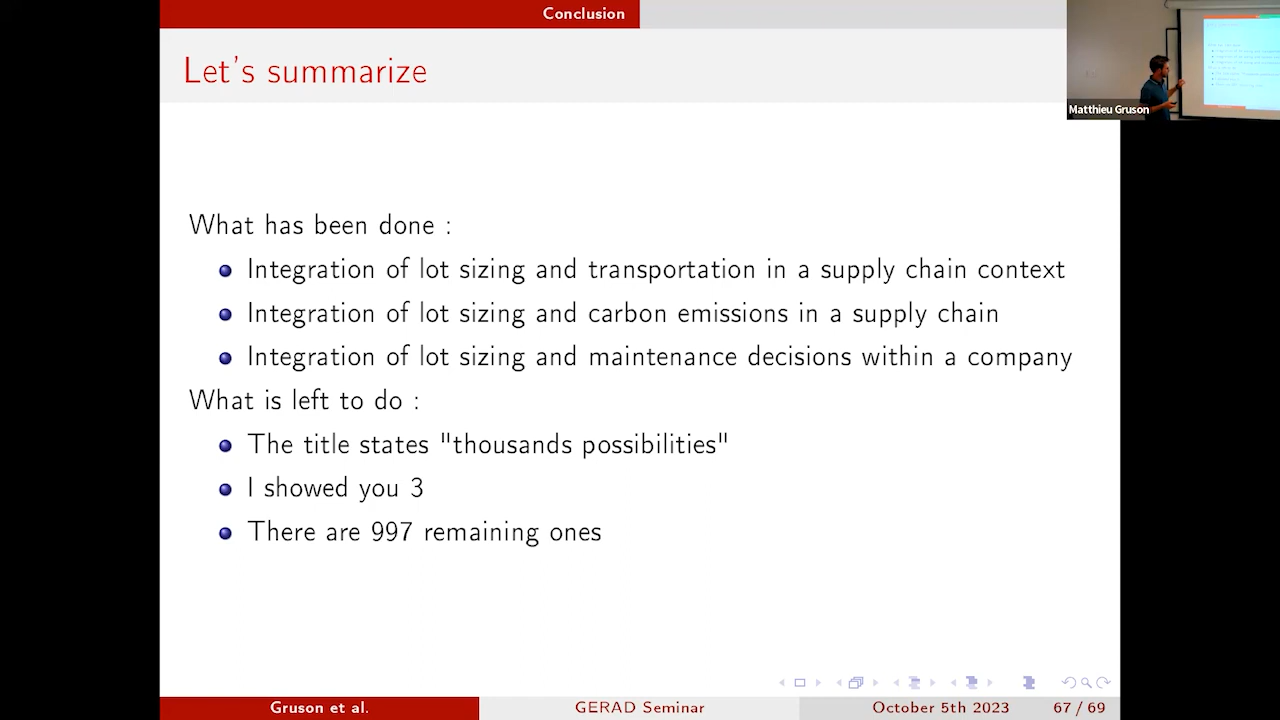 Conclusion
Let's summarize
Matthieu Gruson
What has been done :
Integration of lot sizing and transportation in a supply chain context
Integration of lot sizing and carbon emissions in a supply chain
Integration of lot sizing and maintenance decisions within a company
What is left to do :
The title states "thousands possibilities"
I showed you 3
There are 997 remaining ones
Gruson et al.
GERAD Seminar
October 5th 2023
67 / 69